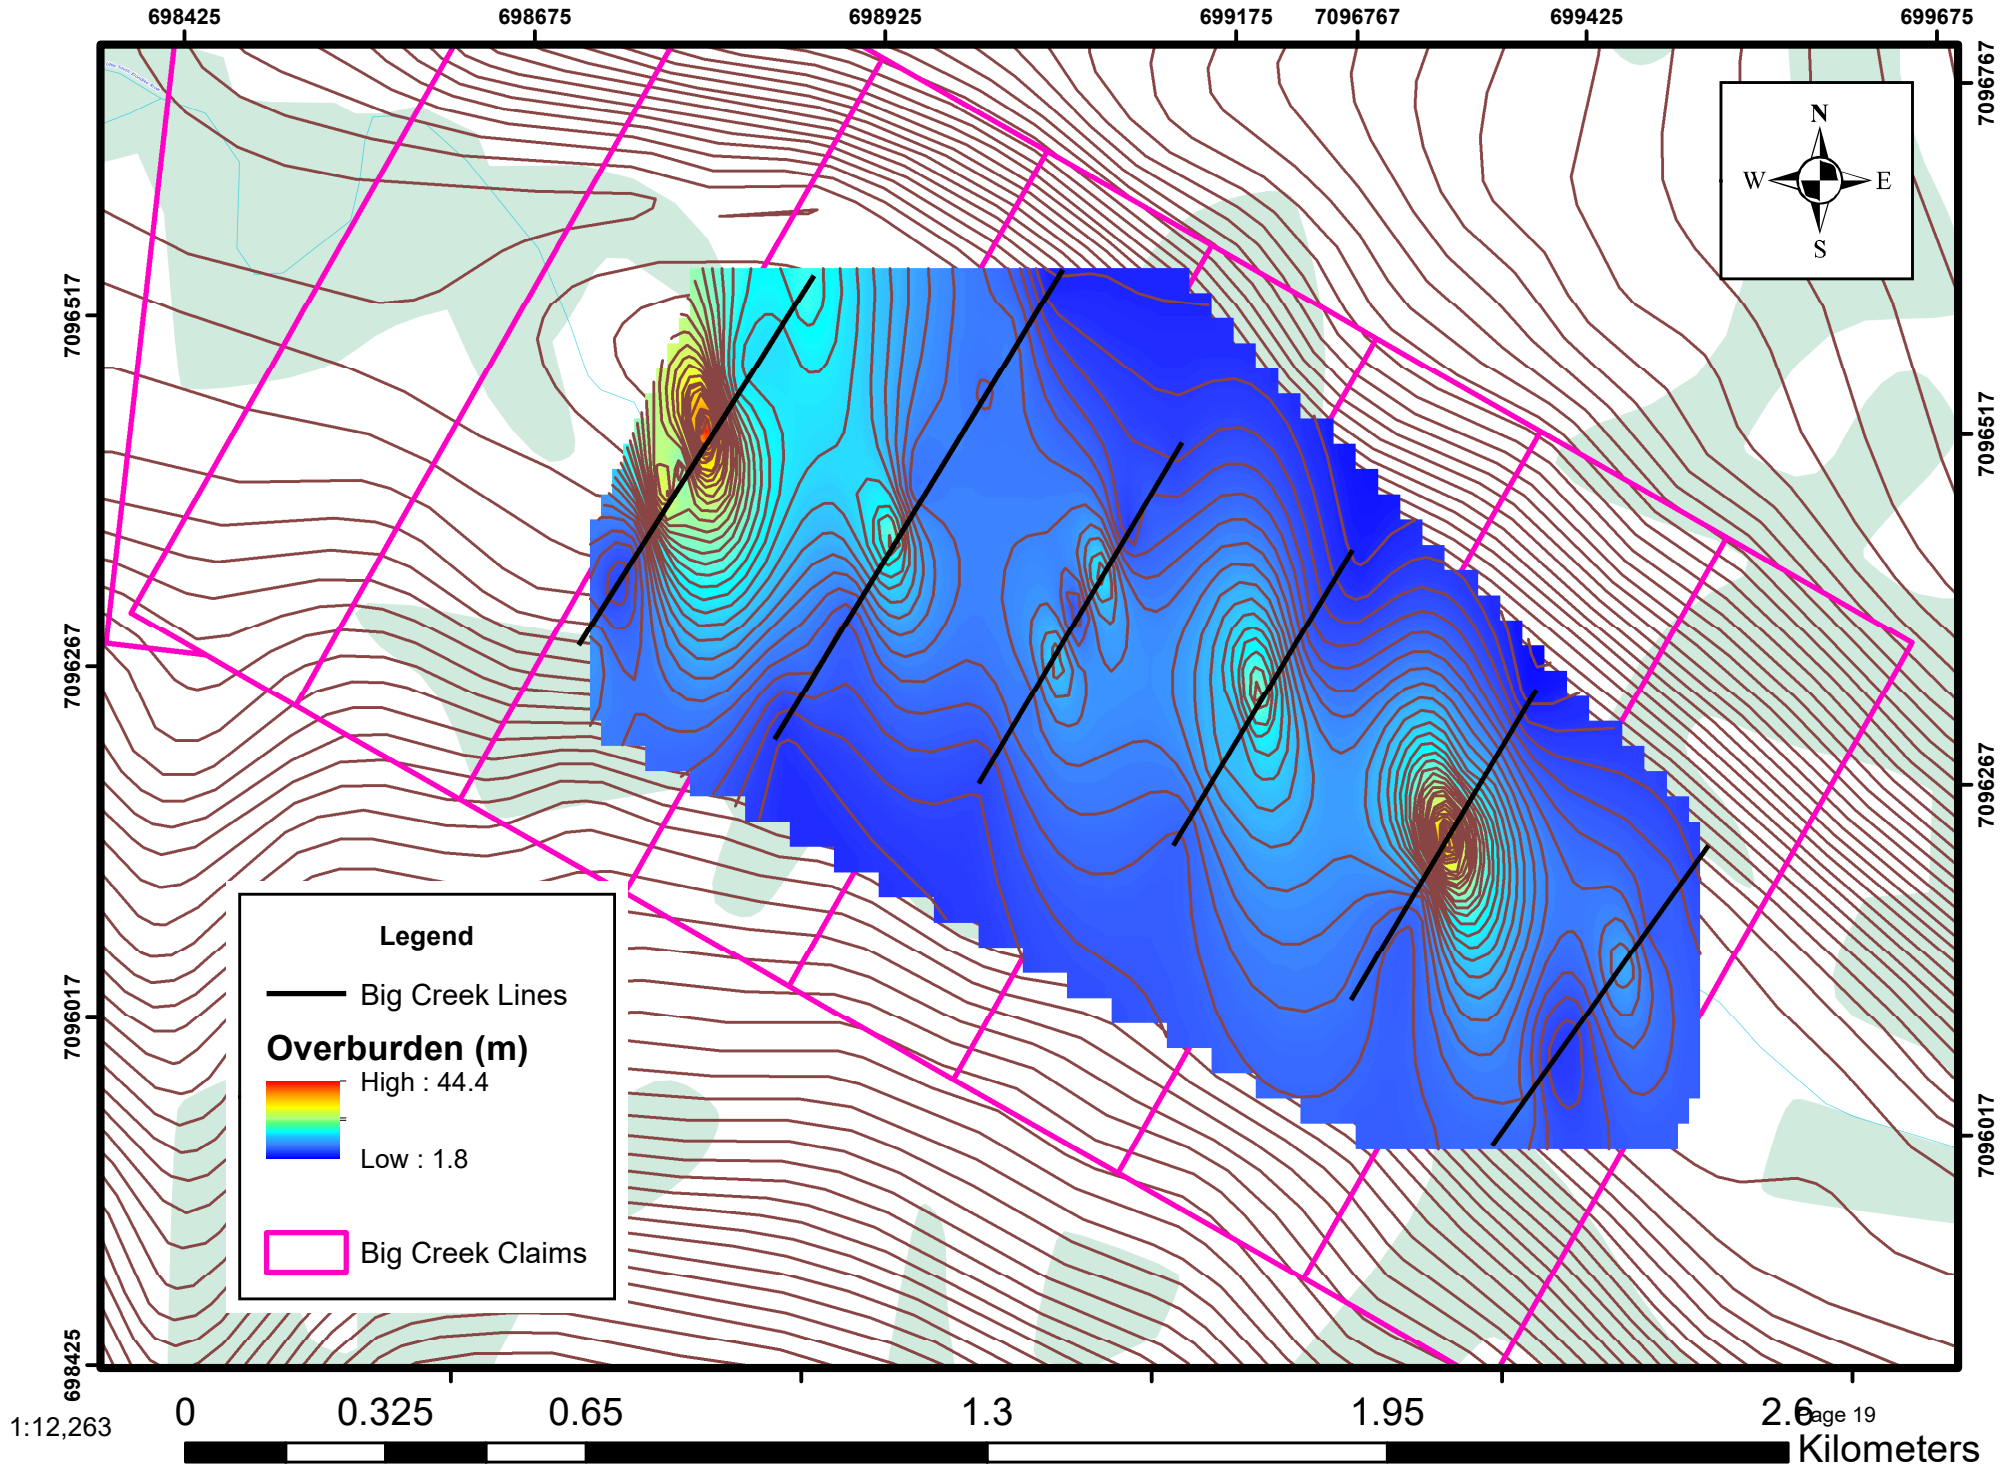 698425 698675 698925 699175 7096767 699425 699675
7096767
N
W E
S
7096517
7096517
7096267
7096267
7096017
7096017
698425
Legend
Big Creek Lines
Overburden (m)
High : 44.4
Low : 1.8
Big Creek Claims
1:12,263
0 0.325 0.65 1.3 1.95 2.6
Page 19
Kilometers